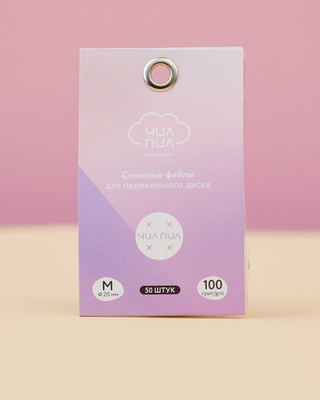 ЧИЛ
ПИЛ
Сменные файлы
для педикюрного диска
ЧИЛ ПИЛ
M
ø 20 мм
50 ШТУК
100
грит/grit